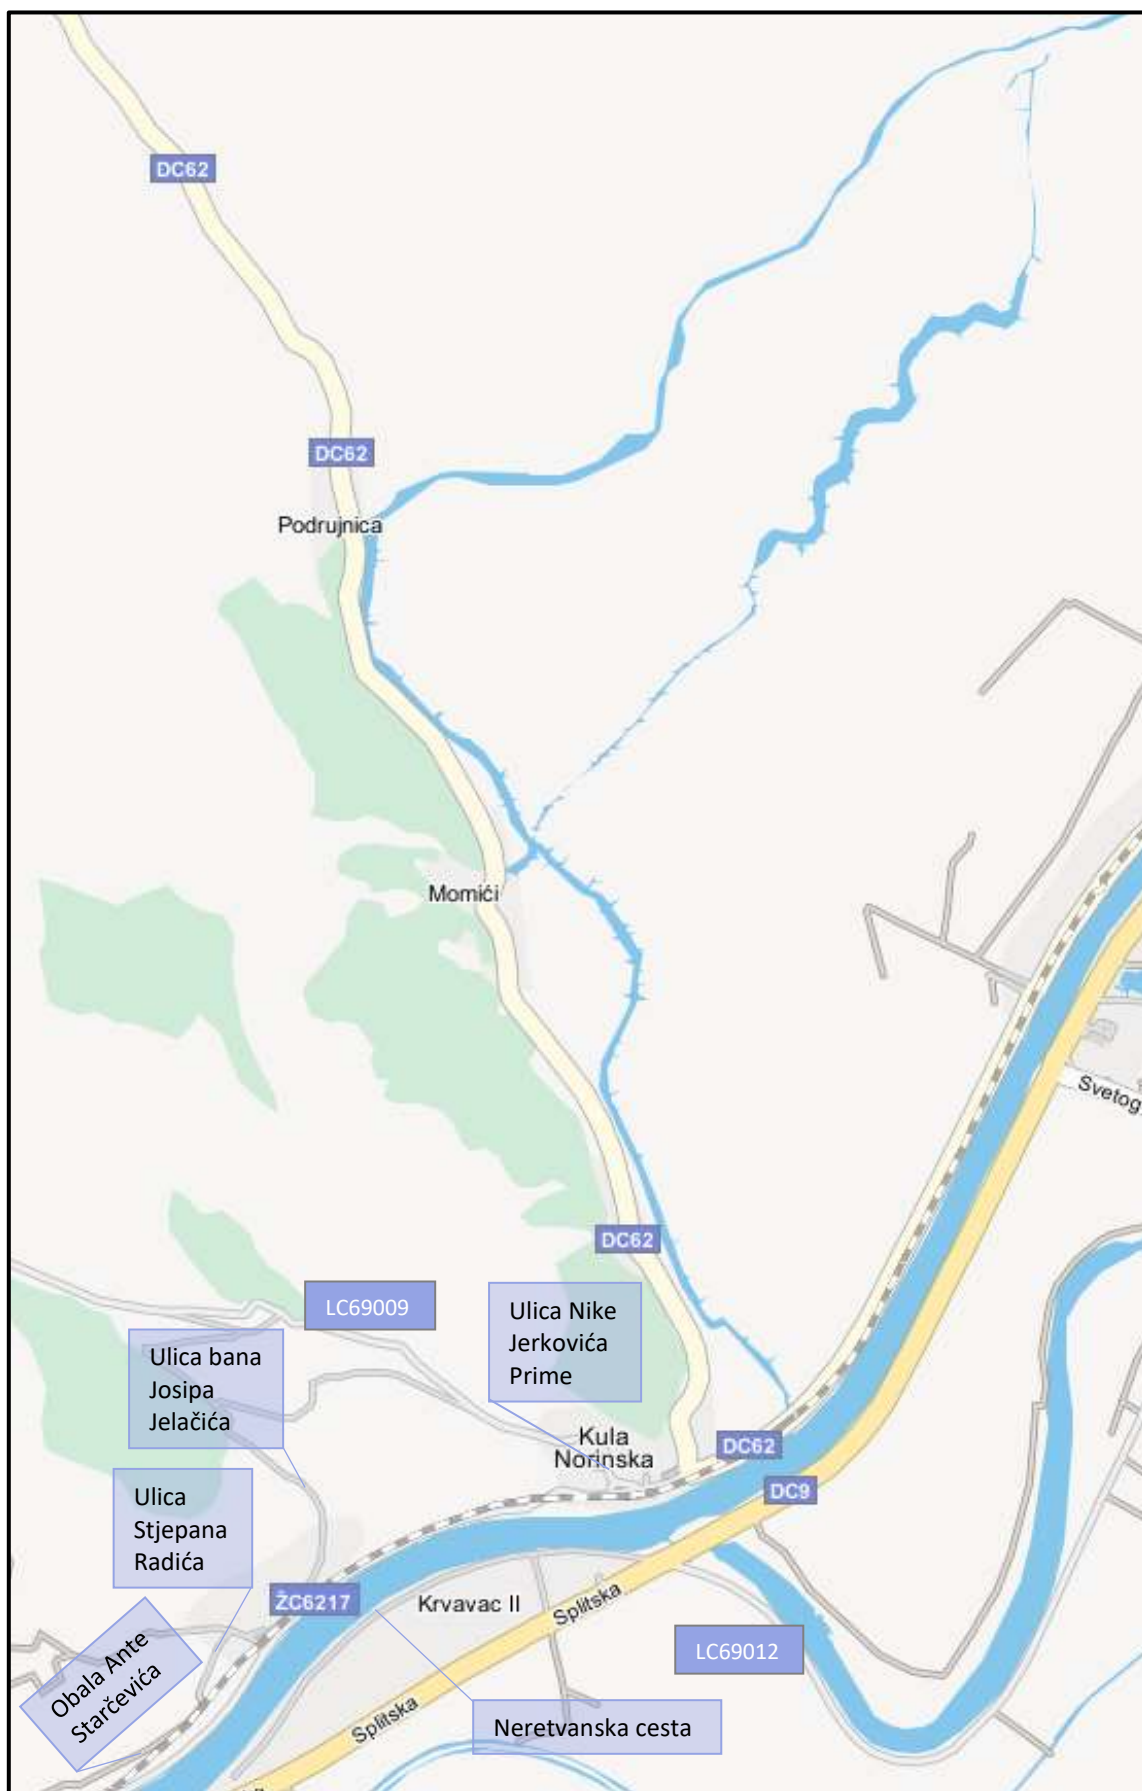 DC62
DC62
Podrujnica
Momići
Svetog
DC62
LC69009
Ulica Nike
Jerkovića
Prime
Ulica bana
Josipa
Jelačića
Kula
Norinska
DC62
DC9
Ulica
Stjepana
Radića
ŽC6217
Krvavac II
Splitska
LC69012
Obala Ante
Starčevića
Splitska
Neretvanska cesta